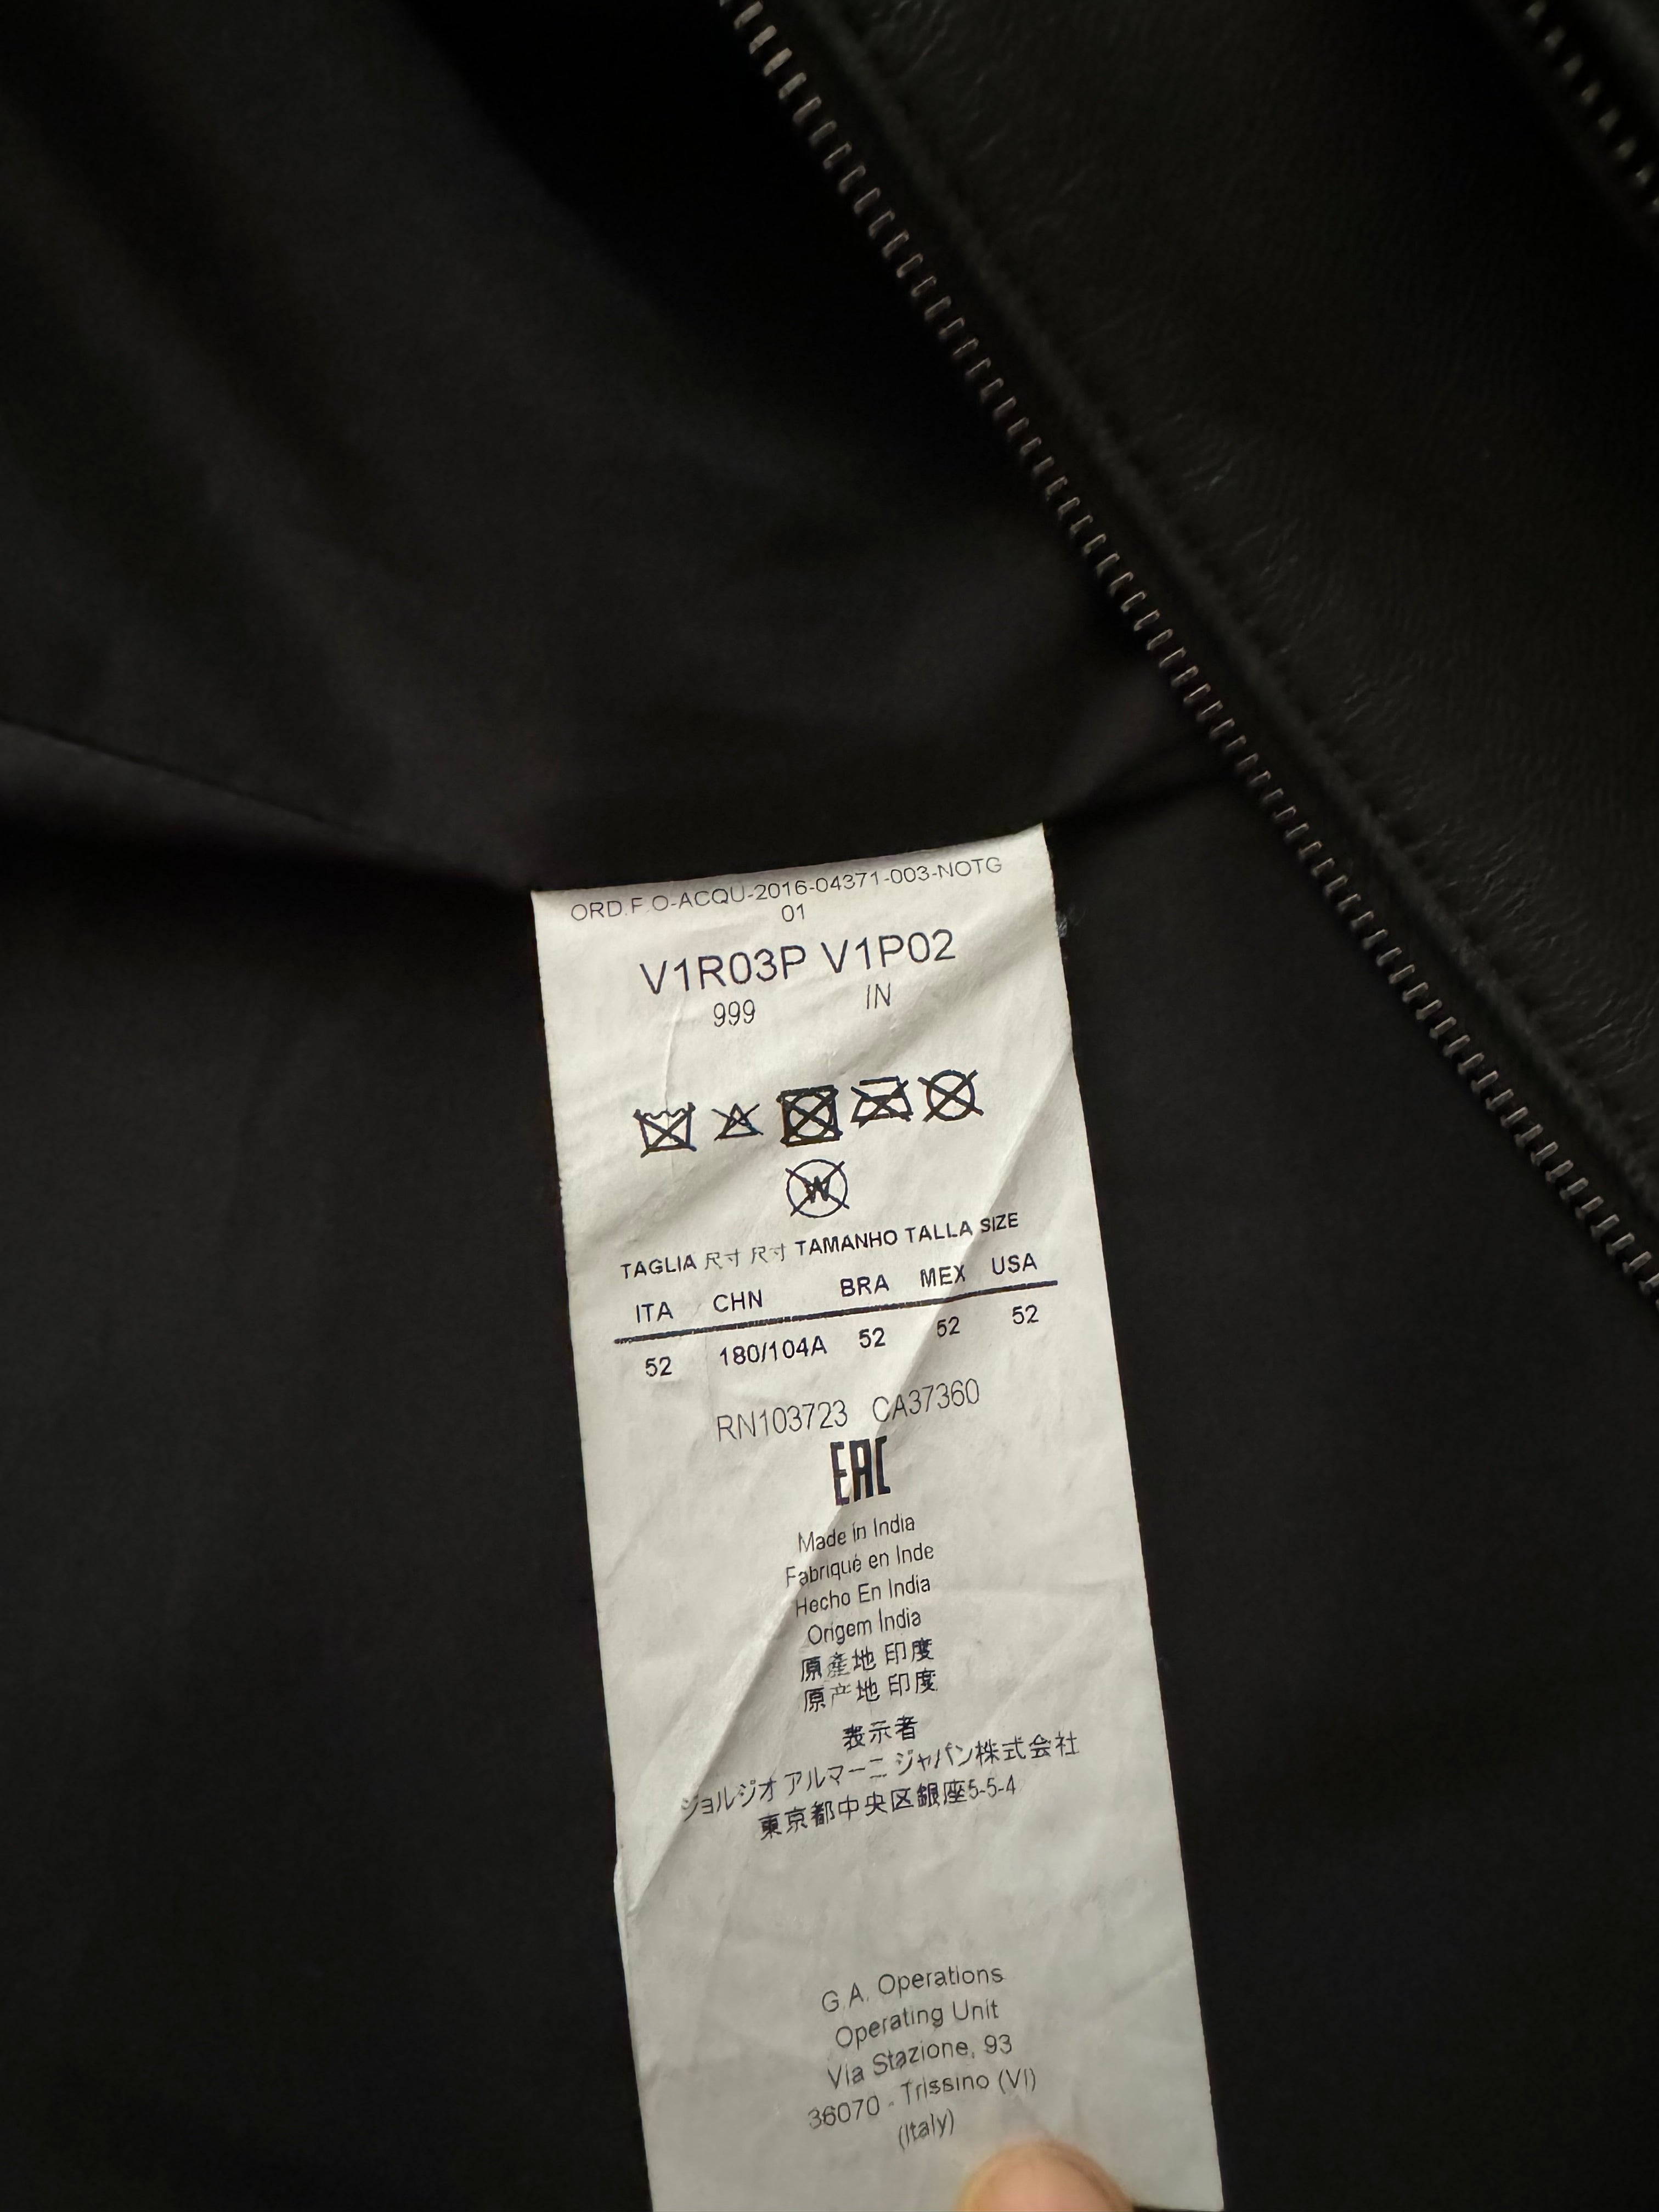 ORD.F.O-ACQU-2016-04371-003-NOTG
01
V1R03P V1P02
999 IN
W
TAGLIA 尺寸 尺寸 TAMANHO TALLA SIZE
ITA CHN BRA MEX USA
52 180/104A 52 52 52
RN103723 CA37360
EAC
Made in India
Fabriqué en Inde
Hecho En India
Origem Índia
原産地 印度
原产地 印度
表示者
ジョルジオ アルマーニ ジャパン株式会社
東京都中央区銀座5-5-4
G.A. Operations
Operating Unit
Via Stazione, 93
36070 - Trissino (VI)
(Italy)